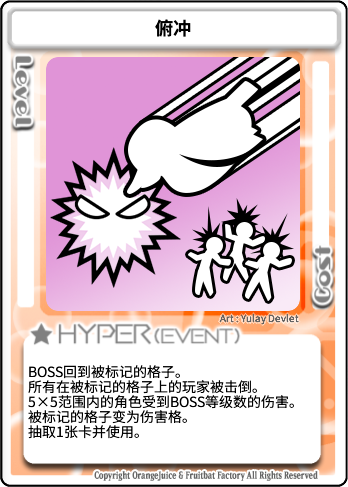 俯冲
Level
Cost
Art : Yulay Devlet
HYPER (EVENT)
BOSS回到被标记的格子。
所有在被标记的格子上的玩家被击倒。
5×5范围内的角色受到BOSS等级数的伤害。
被标记的格子变为伤害格。
抽取1张卡并使用。
Copyright OrangeJuice & Fruitbat Factory All Rights Reserved